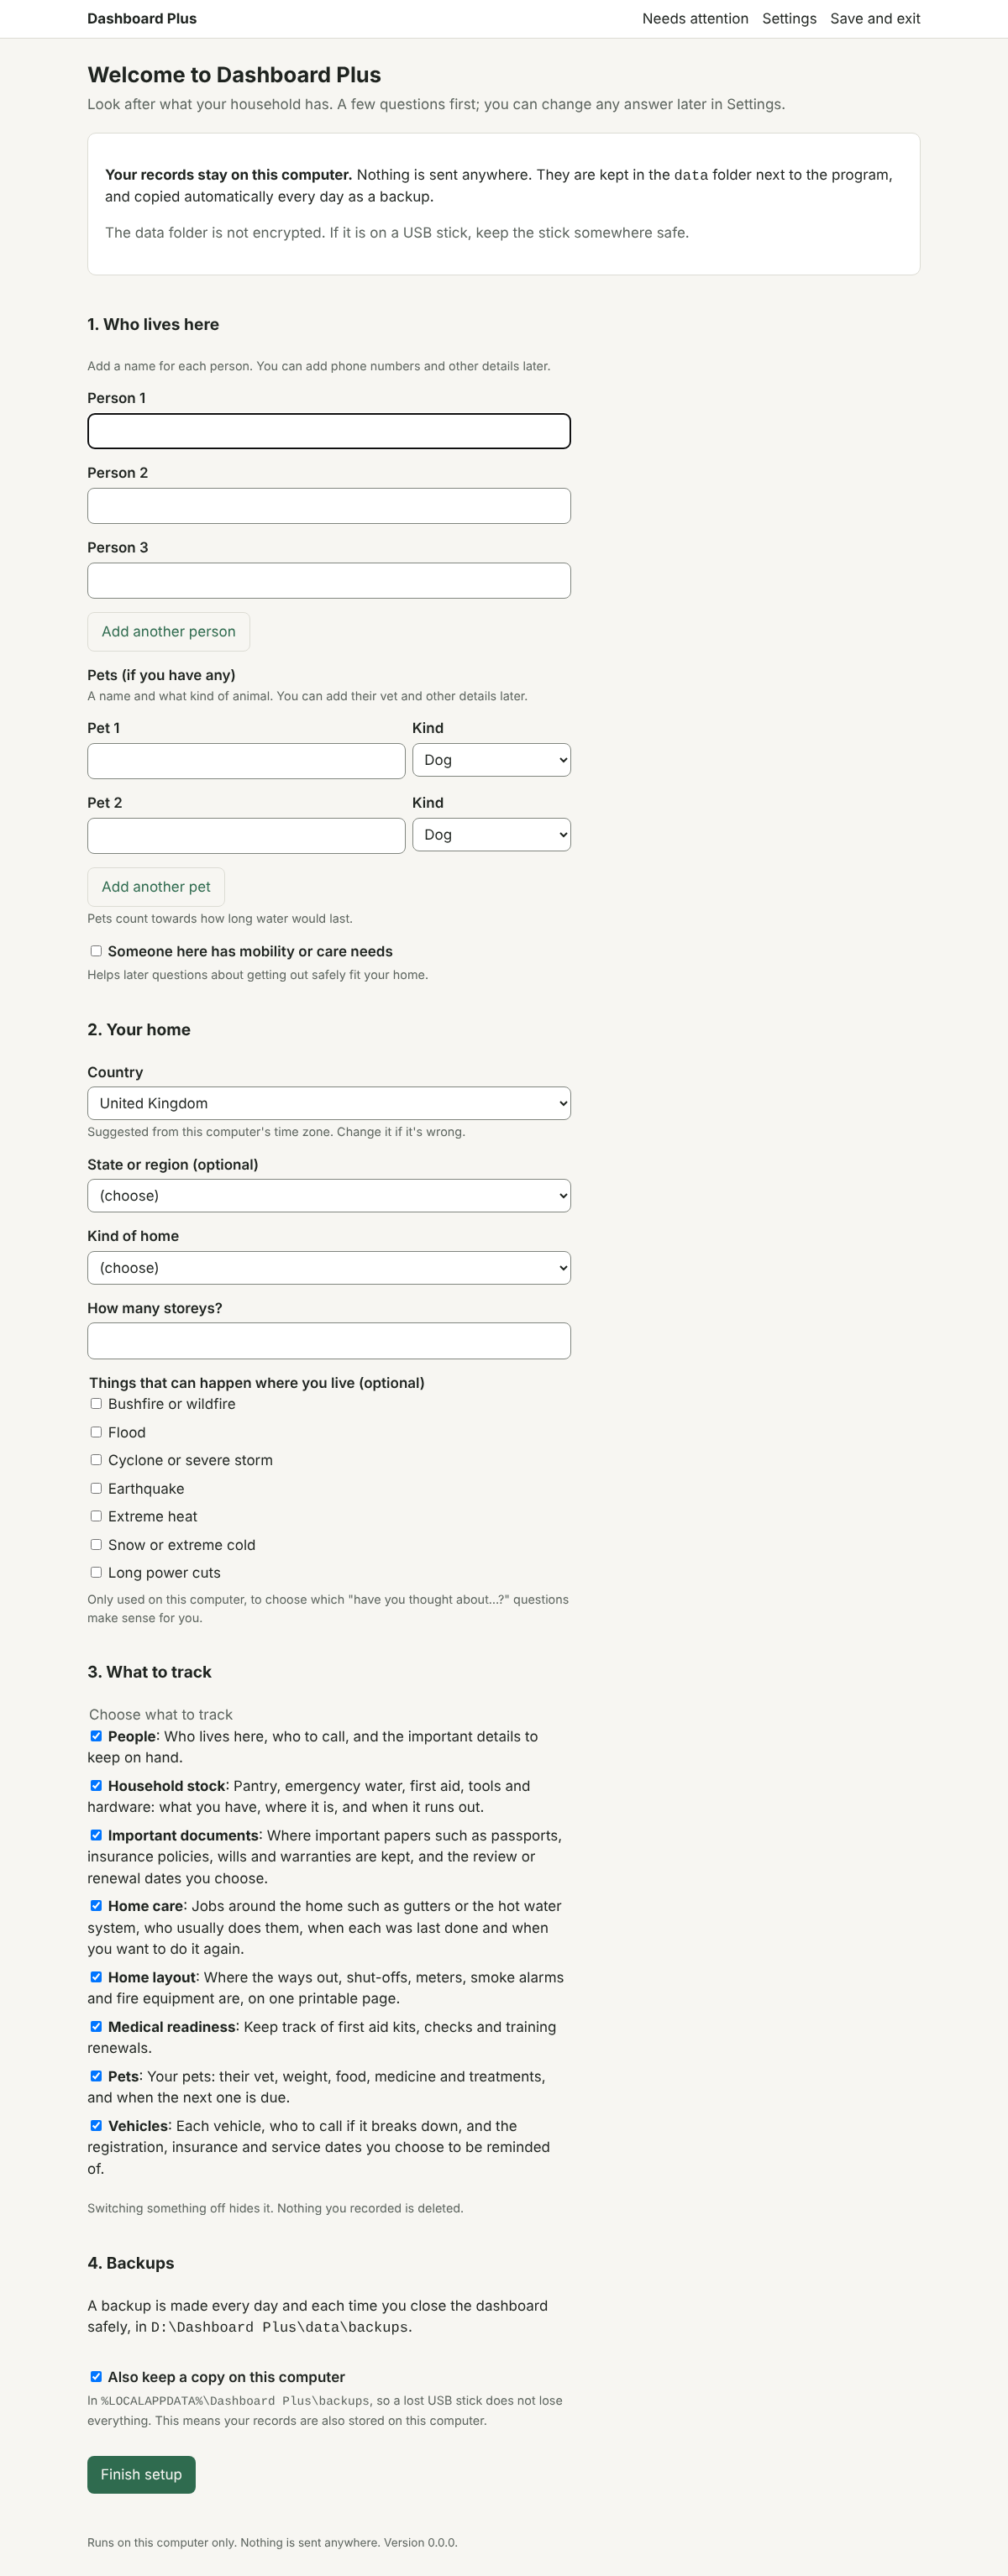 Dashboard Plus
Needs attention Settings Save and exit
Welcome to Dashboard Plus
Look after what your household has. A few questions first; you can change any answer later in Settings.
Your records stay on this computer. Nothing is sent anywhere. They are kept in the data folder next to the program,
and copied automatically every day as a backup.
The data folder is not encrypted. If it is on a USB stick, keep the stick somewhere safe.
1. Who lives here
Add a name for each person. You can add phone numbers and other details later.
Person 1
Person 2
Person 3
Add another person
Pets (if you have any)
A name and what kind of animal. You can add their vet and other details later.
Pet 1 Kind
Dog
Pet 2 Kind
Dog
Add another pet
Pets count towards how long water would last.
Someone here has mobility or care needs
Helps later questions about getting out safely fit your home.
2. Your home
Country
United Kingdom
Suggested from this computer's time zone. Change it if it's wrong.
State or region (optional)
(choose)
Kind of home
(choose)
How many storeys?
Things that can happen where you live (optional)
Bushfire or wildfire
Flood
Cyclone or severe storm
Earthquake
Extreme heat
Snow or extreme cold
Long power cuts
Only used on this computer, to choose which "have you thought about...?" questions
make sense for you.
3. What to track
Choose what to track
People: Who lives here, who to call, and the important details to
keep on hand.
Household stock: Pantry, emergency water, first aid, tools and
hardware: what you have, where it is, and when it runs out.
Important documents: Where important papers such as passports,
insurance policies, wills and warranties are kept, and the review or
renewal dates you choose.
Home care: Jobs around the home such as gutters or the hot water
system, who usually does them, when each was last done and when
you want to do it again.
Home layout: Where the ways out, shut-offs, meters, smoke alarms
and fire equipment are, on one printable page.
Medical readiness: Keep track of first aid kits, checks and training
renewals.
Pets: Your pets: their vet, weight, food, medicine and treatments,
and when the next one is due.
Vehicles: Each vehicle, who to call if it breaks down, and the
registration, insurance and service dates you choose to be reminded
of.
Switching something off hides it. Nothing you recorded is deleted.
4. Backups
A backup is made every day and each time you close the dashboard
safely, in D:\Dashboard Plus\data\backups.
Also keep a copy on this computer
In %LOCALAPPDATA%\Dashboard Plus\backups, so a lost USB stick does not lose
everything. This means your records are also stored on this computer.
Finish setup
Runs on this computer only. Nothing is sent anywhere. Version 0.0.0.